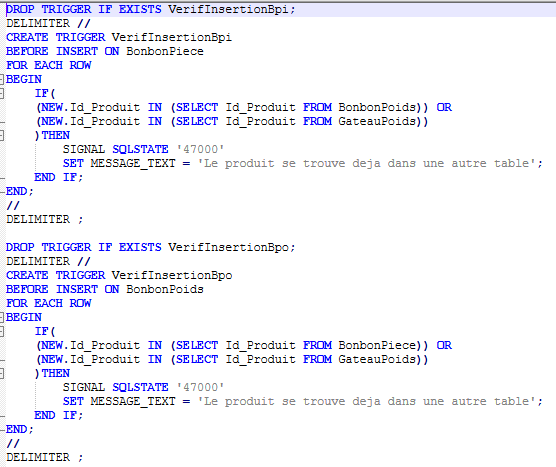 DROP TRIGGER IF EXISTS VerifInsertionBpi;
DELIMITER //
CREATE TRIGGER VerifInsertionBpi
BEFORE INSERT ON BonbonPiece
FOR EACH ROW
BEGIN
    IF(
    (NEW.Id_Produit IN (SELECT Id_Produit FROM BonbonPoids)) OR
    (NEW.Id_Produit IN (SELECT Id_Produit FROM GateauPoids))
    )THEN
        SIGNAL SQLSTATE '47000'
        SET MESSAGE_TEXT = 'Le produit se trouve deja dans une autre table';
    END IF;
END;
//
DELIMITER ;

DROP TRIGGER IF EXISTS VerifInsertionBpo;
DELIMITER //
CREATE TRIGGER VerifInsertionBpo
BEFORE INSERT ON BonbonPoids
FOR EACH ROW
BEGIN
    IF(
    (NEW.Id_Produit IN (SELECT Id_Produit FROM BonbonPiece)) OR
    (NEW.Id_Produit IN (SELECT Id_Produit FROM GateauPoids))
    )THEN
        SIGNAL SQLSTATE '47000'
        SET MESSAGE_TEXT = 'Le produit se trouve deja dans une autre table';
    END IF;
END;
//
DELIMITER ;